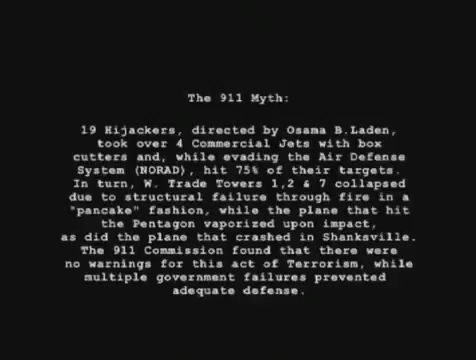 The 911 Myth:
19 Hijackers, directed by Osama B.Laden,
took over 4 Commercial Jets with box
cutters and, while evading the Air Defense
System (NORAD), hit 75% of their targets.
In turn, W. Trade Towers 1,2 & 7 collapsed
due to structural failure through fire in a
"pancake" fashion, while the plane that hit
the Pentagon vaporized upon impact,
as did the plane that crashed in Shanksville.
The 911 Commission found that there were
no warnings for this act of Terrorism, while
multiple government failures prevented
adequate defense.